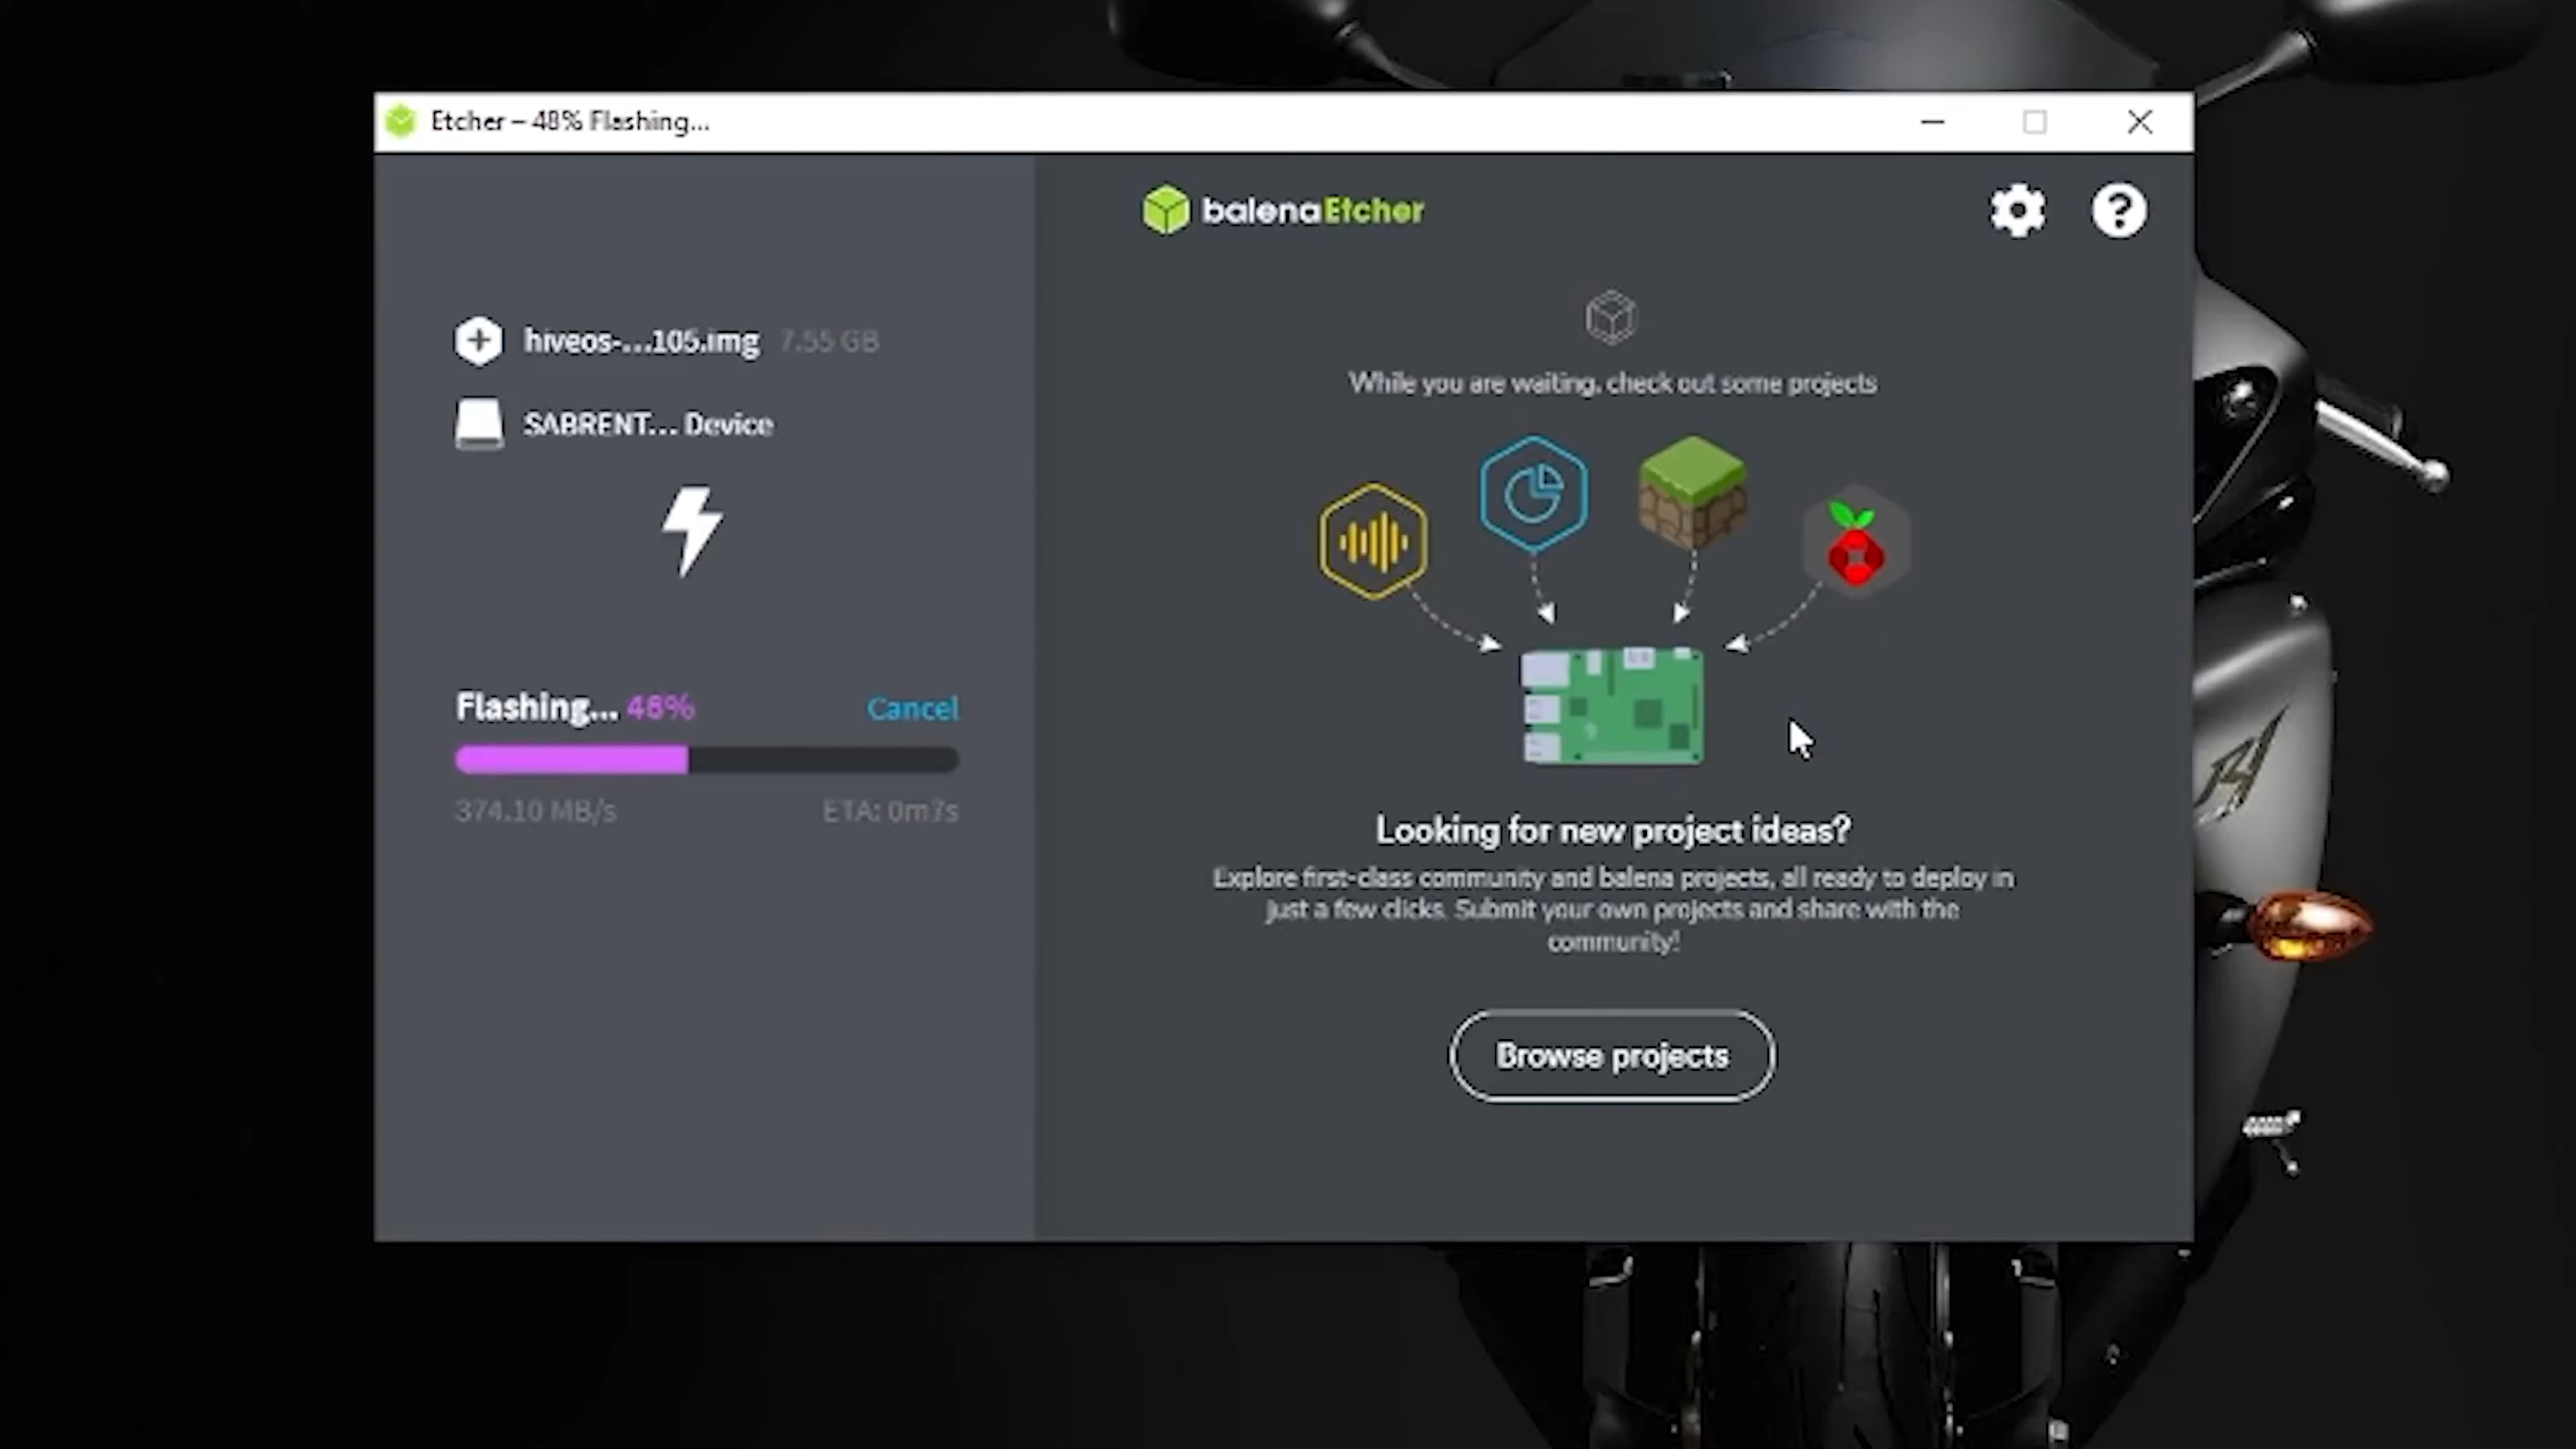 Etcher – 48% Flashing...
balenaEtcher
hiveos-...105.img 7.55 GB
SABRENT... Device
Flashing... 48% Cancel
374.10 MB/s ETA: 0m7s
While you are waiting, check out some projects
Looking for new project ideas?
Explore first-class community and balena projects, all ready to deploy in
just a few clicks. Submit your own projects and share with the
community!
Browse projects